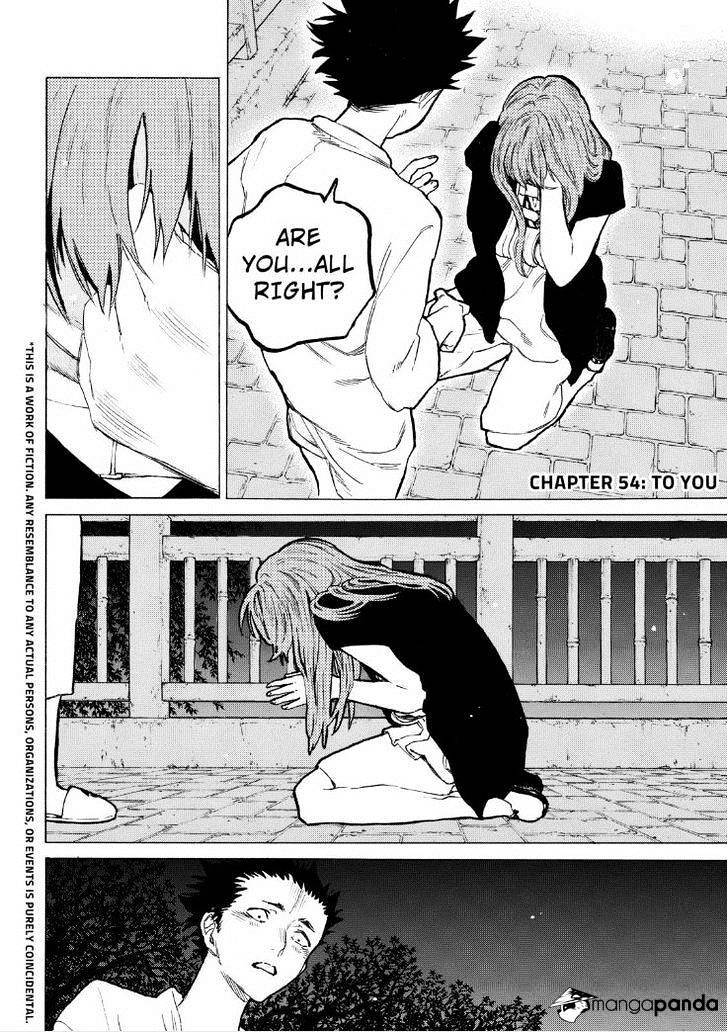 ARE
YOU...ALL
RIGHT?
CHAPTER 54: TO YOU
*THIS IS A WORK OF FICTION. ANY RESEMBLANCE TO ANY ACTUAL PERSONS, ORGANIZATIONS, OR EVENTS IS PURELY COINCIDENTAL.
mangapanda